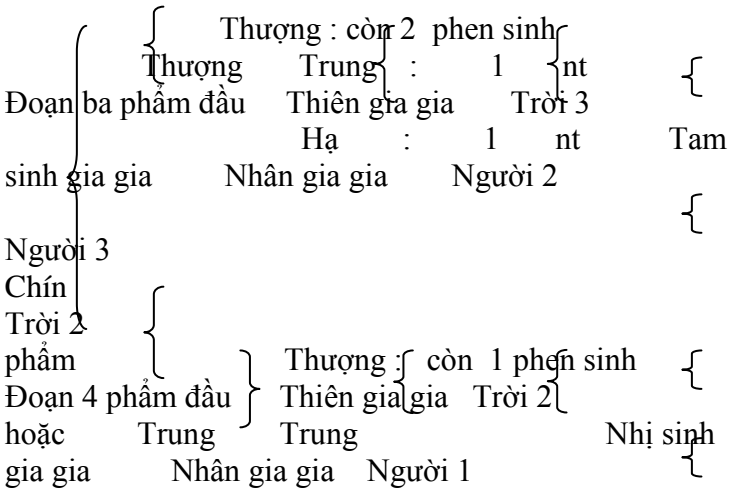 Thượng : còn 2 phen sinh
Thượng Trung : 1 nt
Đoạn ba phẩm đầu Thiên gia gia Trời 3
Hạ : 1 nt Tam
sinh gia gia Nhân gia gia Người 2
Người 3
Chín
Trời 2
phẩm Thượng : còn 1 phen sinh
Đoạn 4 phẩm đầu Thiên gia gia Trời 2
hoặc Trung Trung Nhị sinh
gia gia Nhân gia gia Người 1